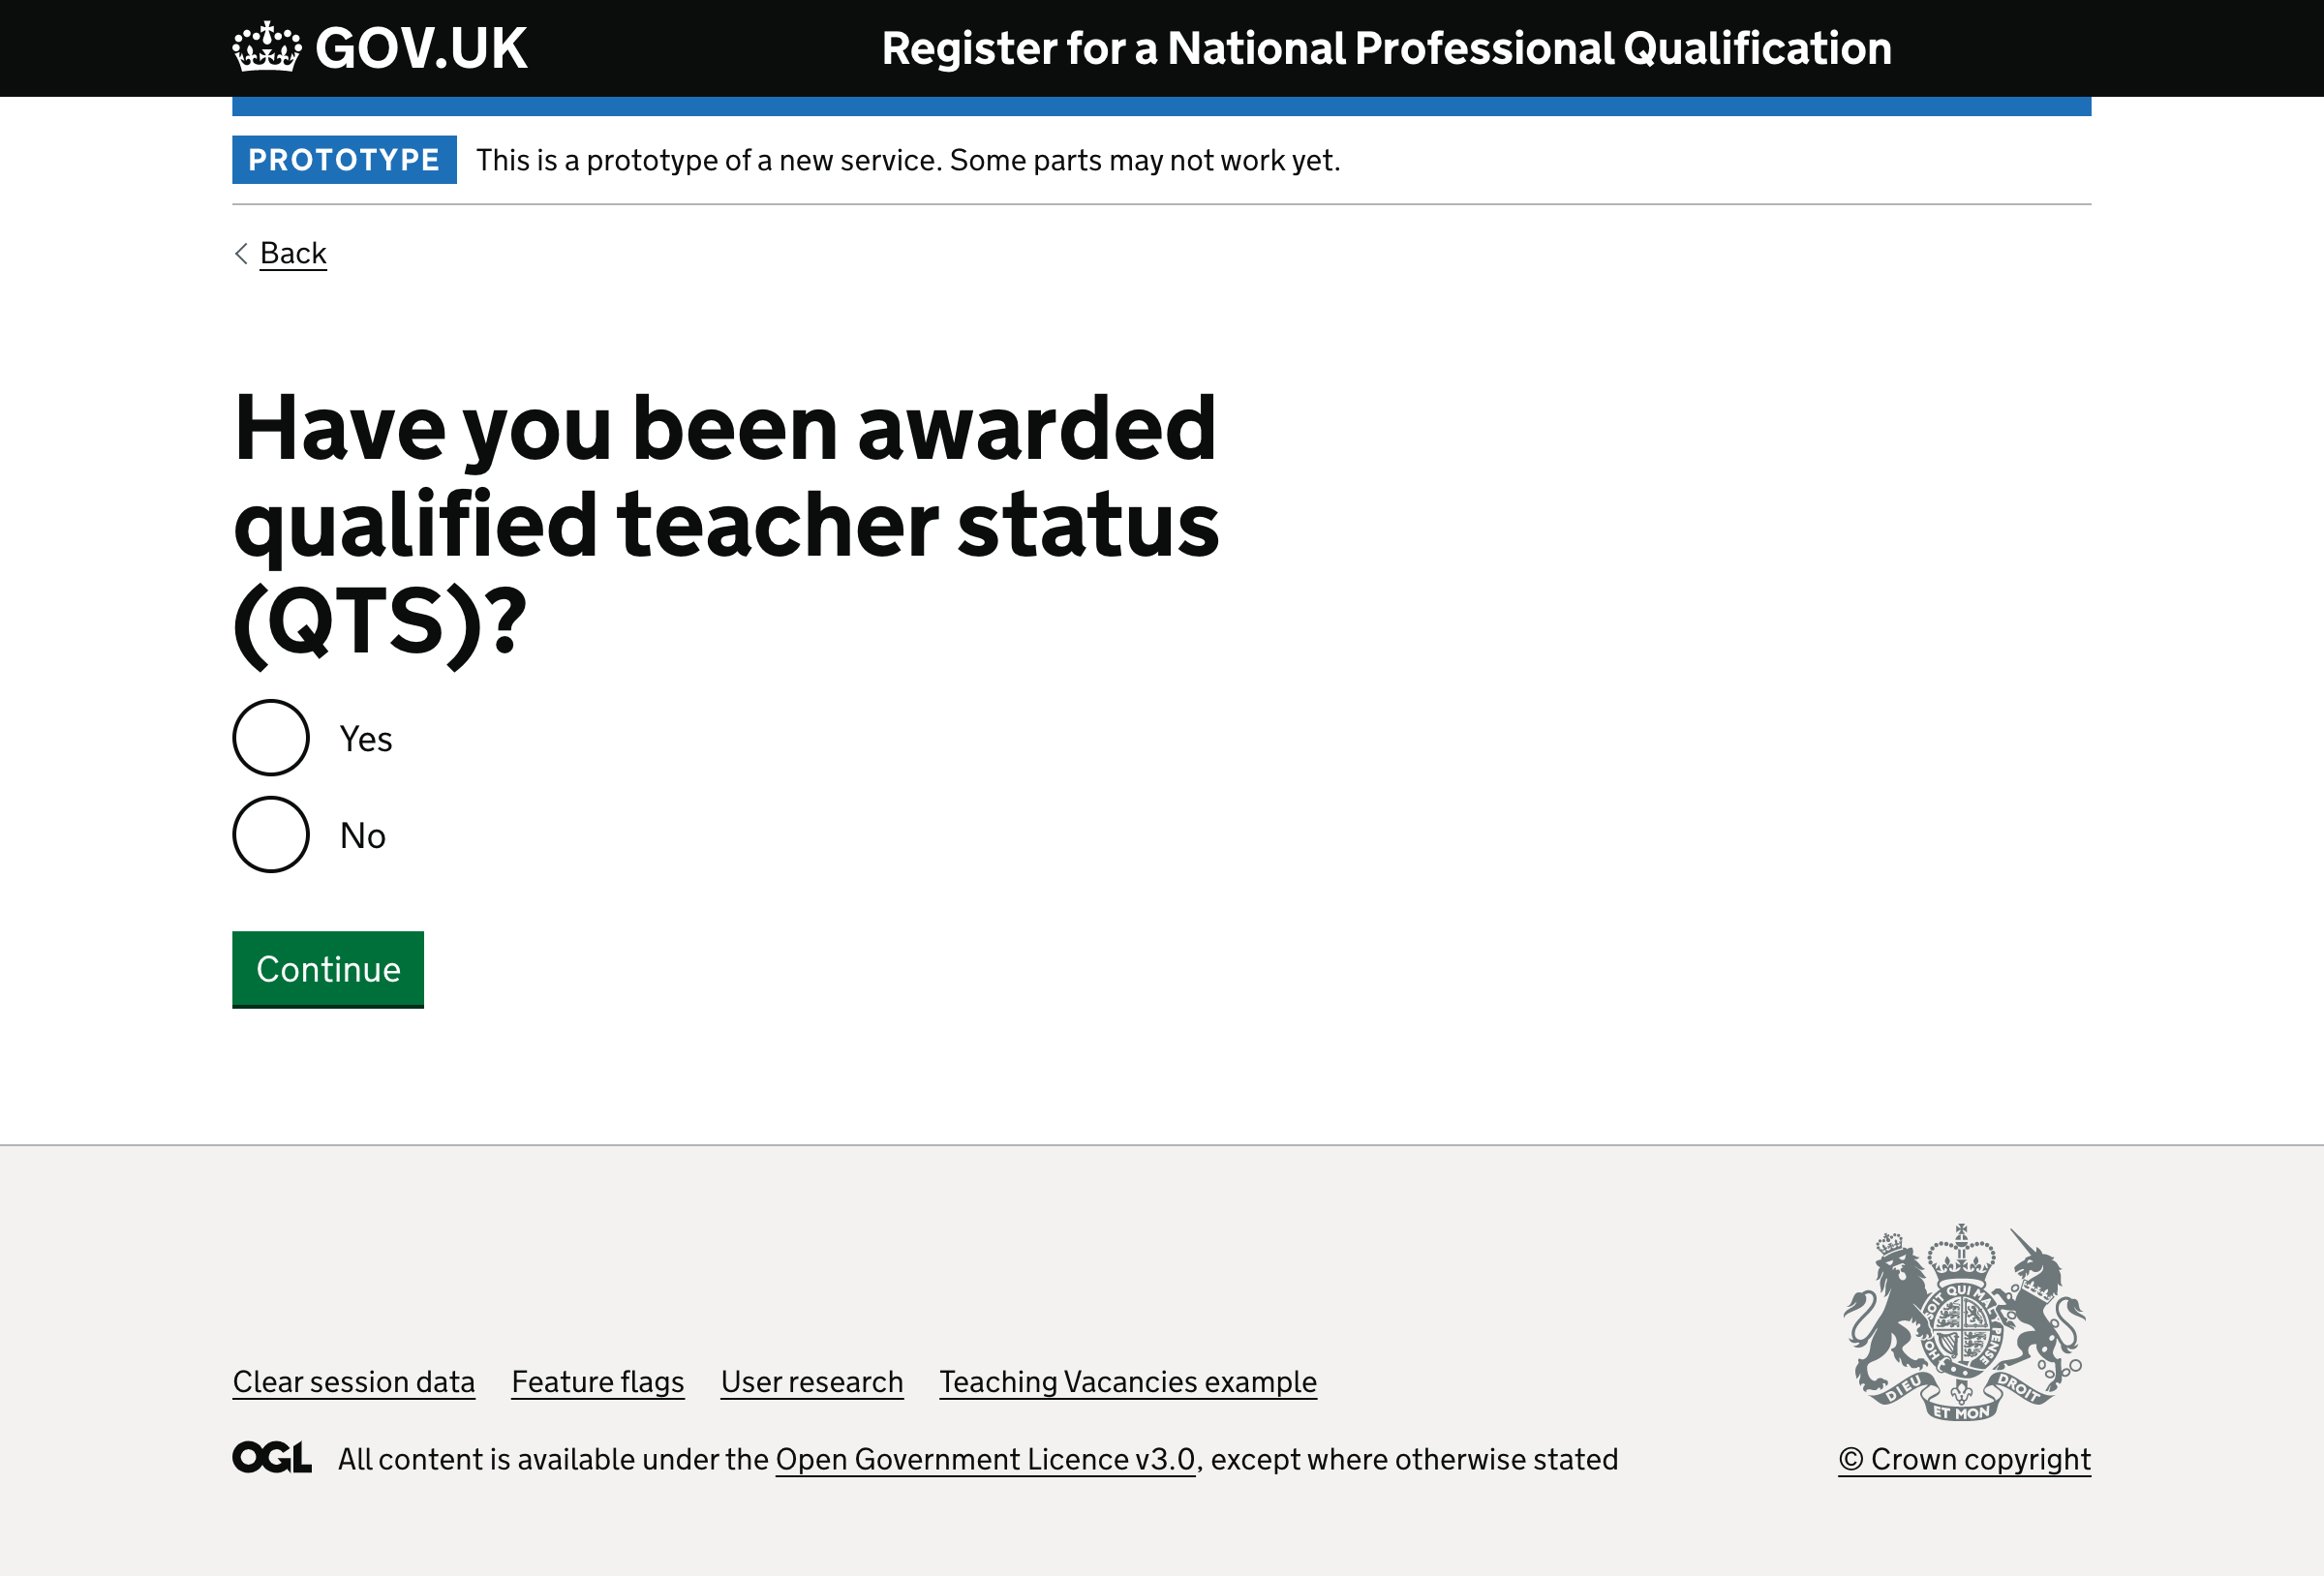 GOV.UK
Register for a National Professional Qualification
PROTOTYPE This is a prototype of a new service. Some parts may not work yet.
Back
Have you been awarded
qualified teacher status
(QTS)?
Yes
No
Continue
SOIT QUI MAL Y PENSE
DIEU ET MON DROIT
Clear session data Feature flags User research Teaching Vacancies example
OGL All content is available under the Open Government Licence v3.0, except where otherwise stated
© Crown copyright